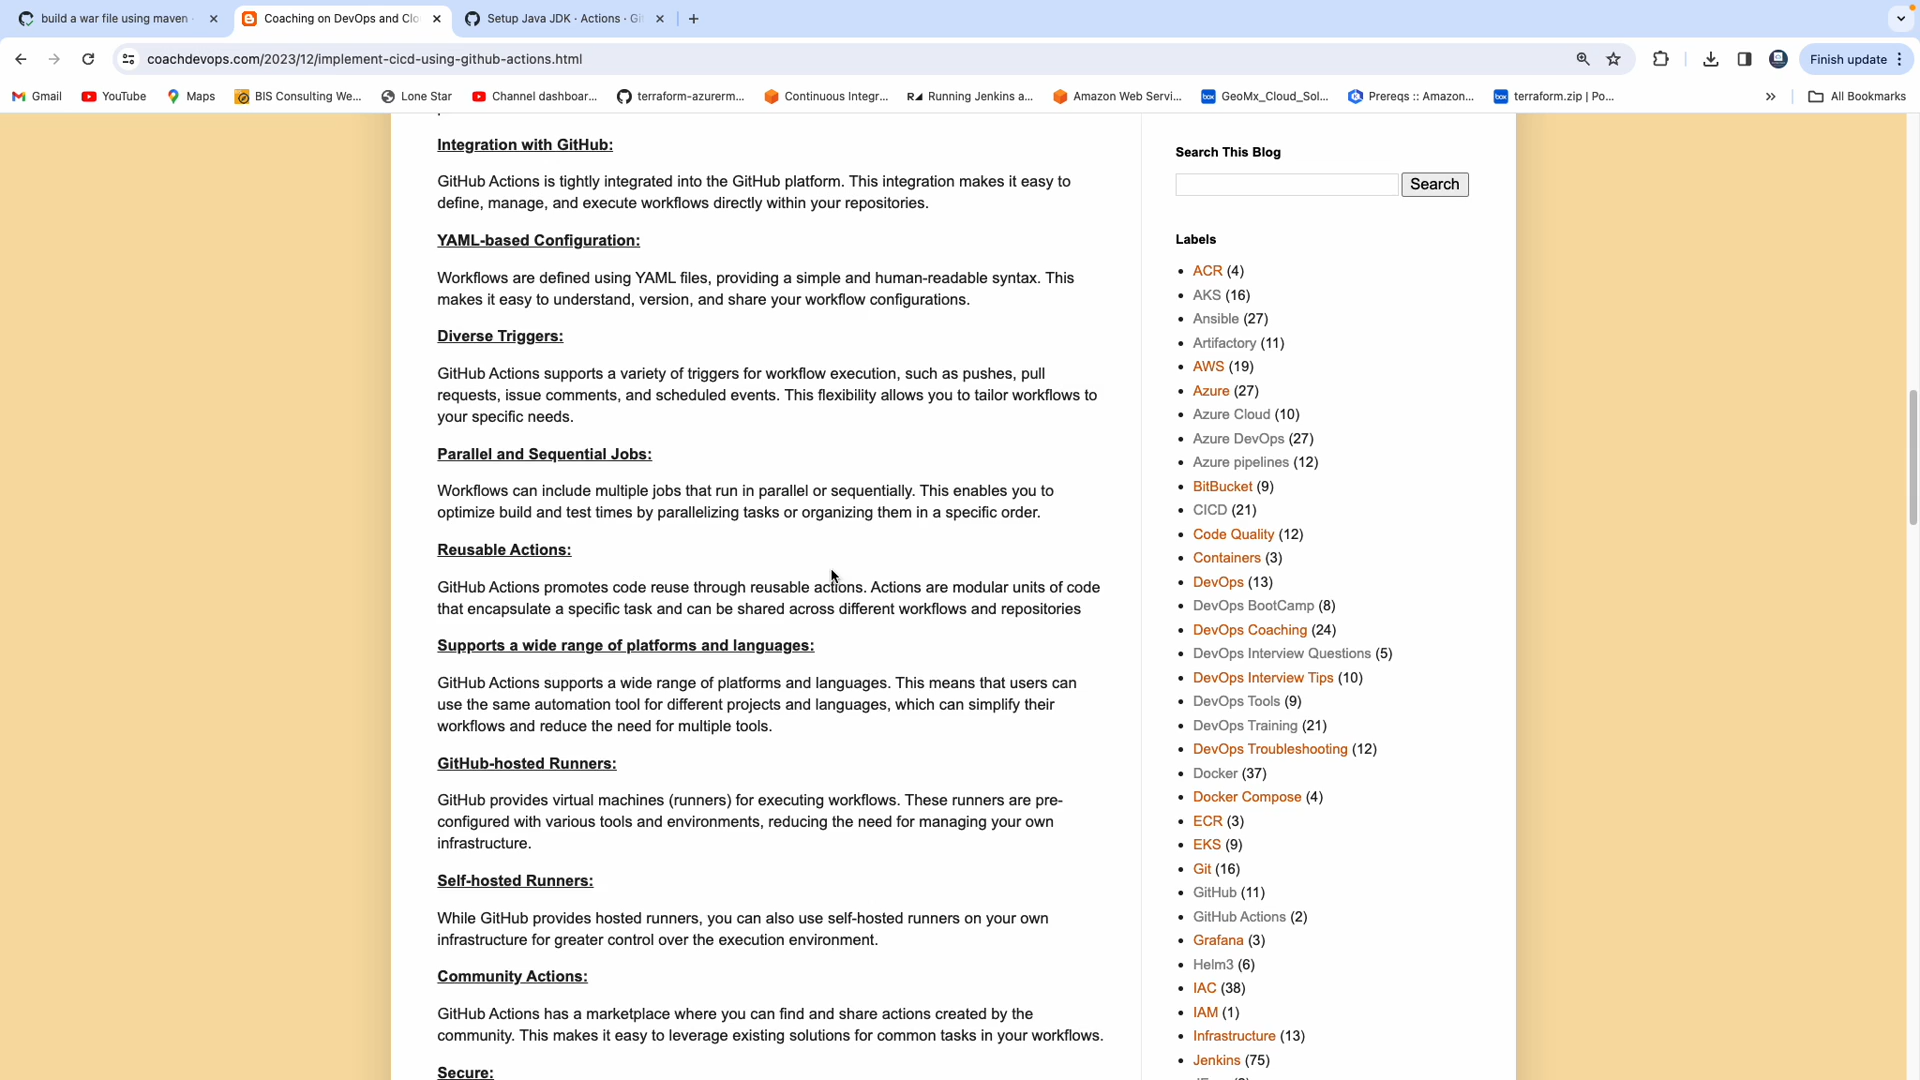 build a war file using maven
Coaching on DevOps and Clo
Setup Java JDK · Actions · Gi
coachdevops.com/2023/12/implement-cicd-using-github-actions.html
Finish update
Gmail
YouTube
Maps
BIS Consulting We...
Lone Star
Channel dashboar...
terraform-azurerm...
Continuous Integr...
Running Jenkins a...
Amazon Web Servi...
GeoMx_Cloud_Sol...
Prereqs :: Amazon...
terraform.zip | Po...
All Bookmarks
Integration with GitHub:
GitHub Actions is tightly integrated into the GitHub platform. This integration makes it easy to
define, manage, and execute workflows directly within your repositories.
YAML-based Configuration:
Workflows are defined using YAML files, providing a simple and human-readable syntax. This
makes it easy to understand, version, and share your workflow configurations.
Diverse Triggers:
GitHub Actions supports a variety of triggers for workflow execution, such as pushes, pull
requests, issue comments, and scheduled events. This flexibility allows you to tailor workflows to
your specific needs.
Parallel and Sequential Jobs:
Workflows can include multiple jobs that run in parallel or sequentially. This enables you to
optimize build and test times by parallelizing tasks or organizing them in a specific order.
Reusable Actions:
GitHub Actions promotes code reuse through reusable actions. Actions are modular units of code
that encapsulate a specific task and can be shared across different workflows and repositories
Supports a wide range of platforms and languages:
GitHub Actions supports a wide range of platforms and languages. This means that users can
use the same automation tool for different projects and languages, which can simplify their
workflows and reduce the need for multiple tools.
GitHub-hosted Runners:
GitHub provides virtual machines (runners) for executing workflows. These runners are pre-
configured with various tools and environments, reducing the need for managing your own
infrastructure.
Self-hosted Runners:
While GitHub provides hosted runners, you can also use self-hosted runners on your own
infrastructure for greater control over the execution environment.
Community Actions:
GitHub Actions has a marketplace where you can find and share actions created by the
community. This makes it easy to leverage existing solutions for common tasks in your workflows.
Secure:
Search This Blog
Search
Labels
ACR (4)
AKS (16)
Ansible (27)
Artifactory (11)
AWS (19)
Azure (27)
Azure Cloud (10)
Azure DevOps (27)
Azure pipelines (12)
BitBucket (9)
CICD (21)
Code Quality (12)
Containers (3)
DevOps (13)
DevOps BootCamp (8)
DevOps Coaching (24)
DevOps Interview Questions (5)
DevOps Interview Tips (10)
DevOps Tools (9)
DevOps Training (21)
DevOps Troubleshooting (12)
Docker (37)
Docker Compose (4)
ECR (3)
EKS (9)
Git (16)
GitHub (11)
GitHub Actions (2)
Grafana (3)
Helm3 (6)
IAC (38)
IAM (1)
Infrastructure (13)
Jenkins (75)